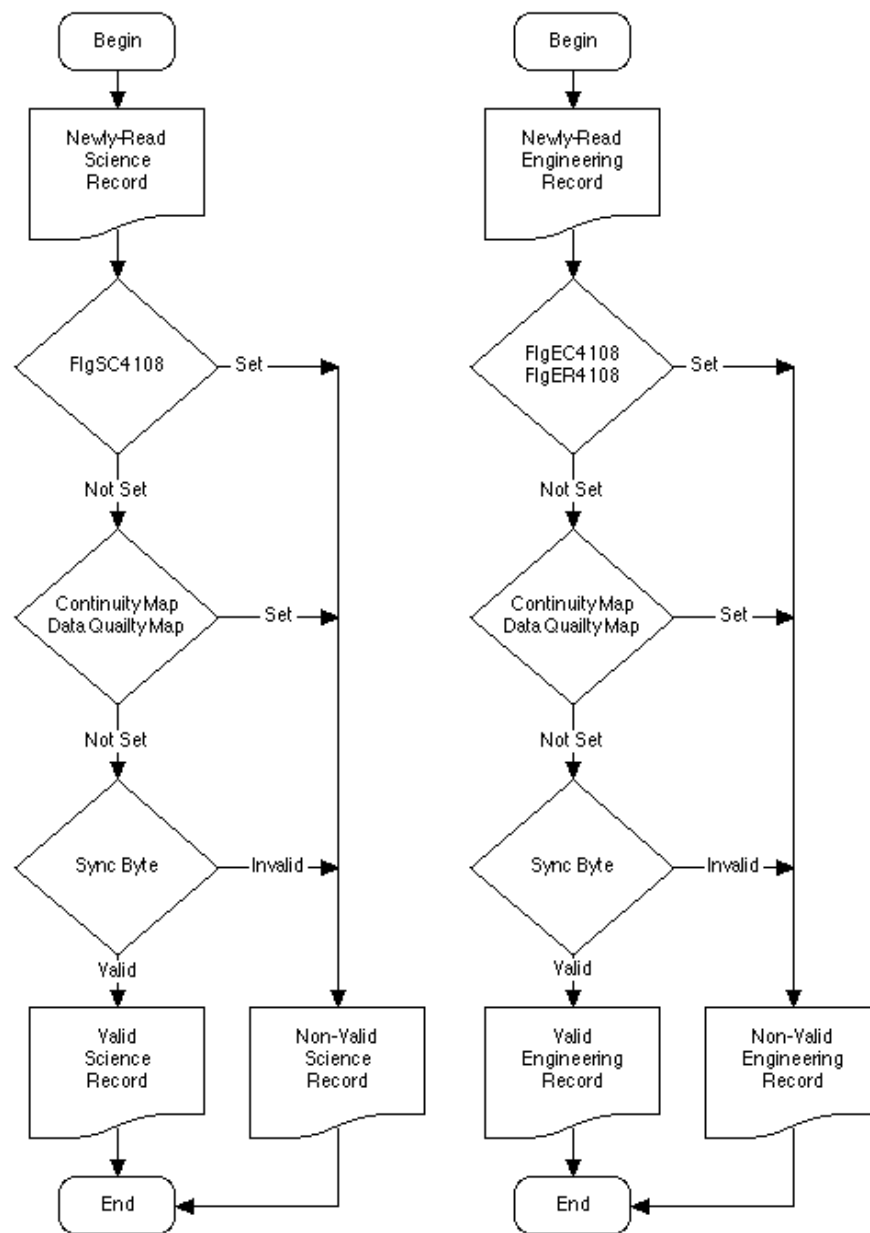 Begin
Newly-Read
Science
Record
FlgSC4108
Set
Not Set
Continuity Map
Data Quailty Map
Set
Not Set
Sync Byte
Invalid
Valid
Valid
Science
Record
Non-Valid
Science
Record
End
Begin
Newly-Read
Engineering
Record
FlgEC4108
FlgER4108
Set
Not Set
Continuity Map
Data Quailty Map
Set
Not Set
Sync Byte
Invalid
Valid
Valid
Engineering
Record
Non-Valid
Engineering
Record
End